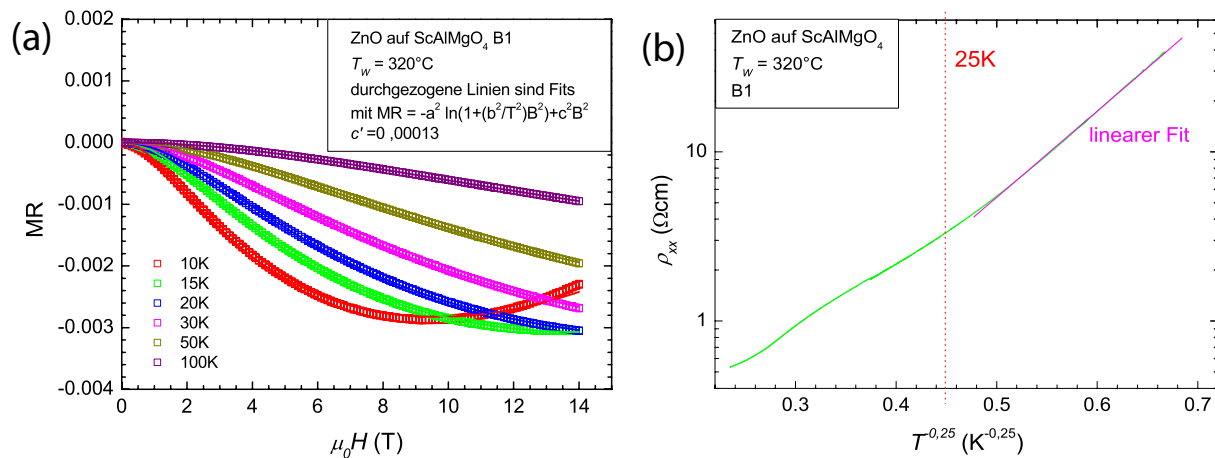 (a)
0.002
0.001
0.000
-0.001
-0.002
-0.003
-0.004
MR
ZnO auf ScAlMgO₄ B1
T_W = 320°C
durchgezogene Linien sind Fits
mit MR = -a² ln(1+(b²/T²)B²)+c²B²
c' =0 ,00013
10K
15K
20K
30K
50K
100K
0 2 4 6 8 10 12 14
μ₀H (T)
(b)
ZnO auf ScAlMgO₄
T_W = 320°C
B1
25K
linearer Fit
10
1
ρ_xx (Ωcm)
0.3 0.4 0.5 0.6 0.7
T^-0,25 (K^-0,25)